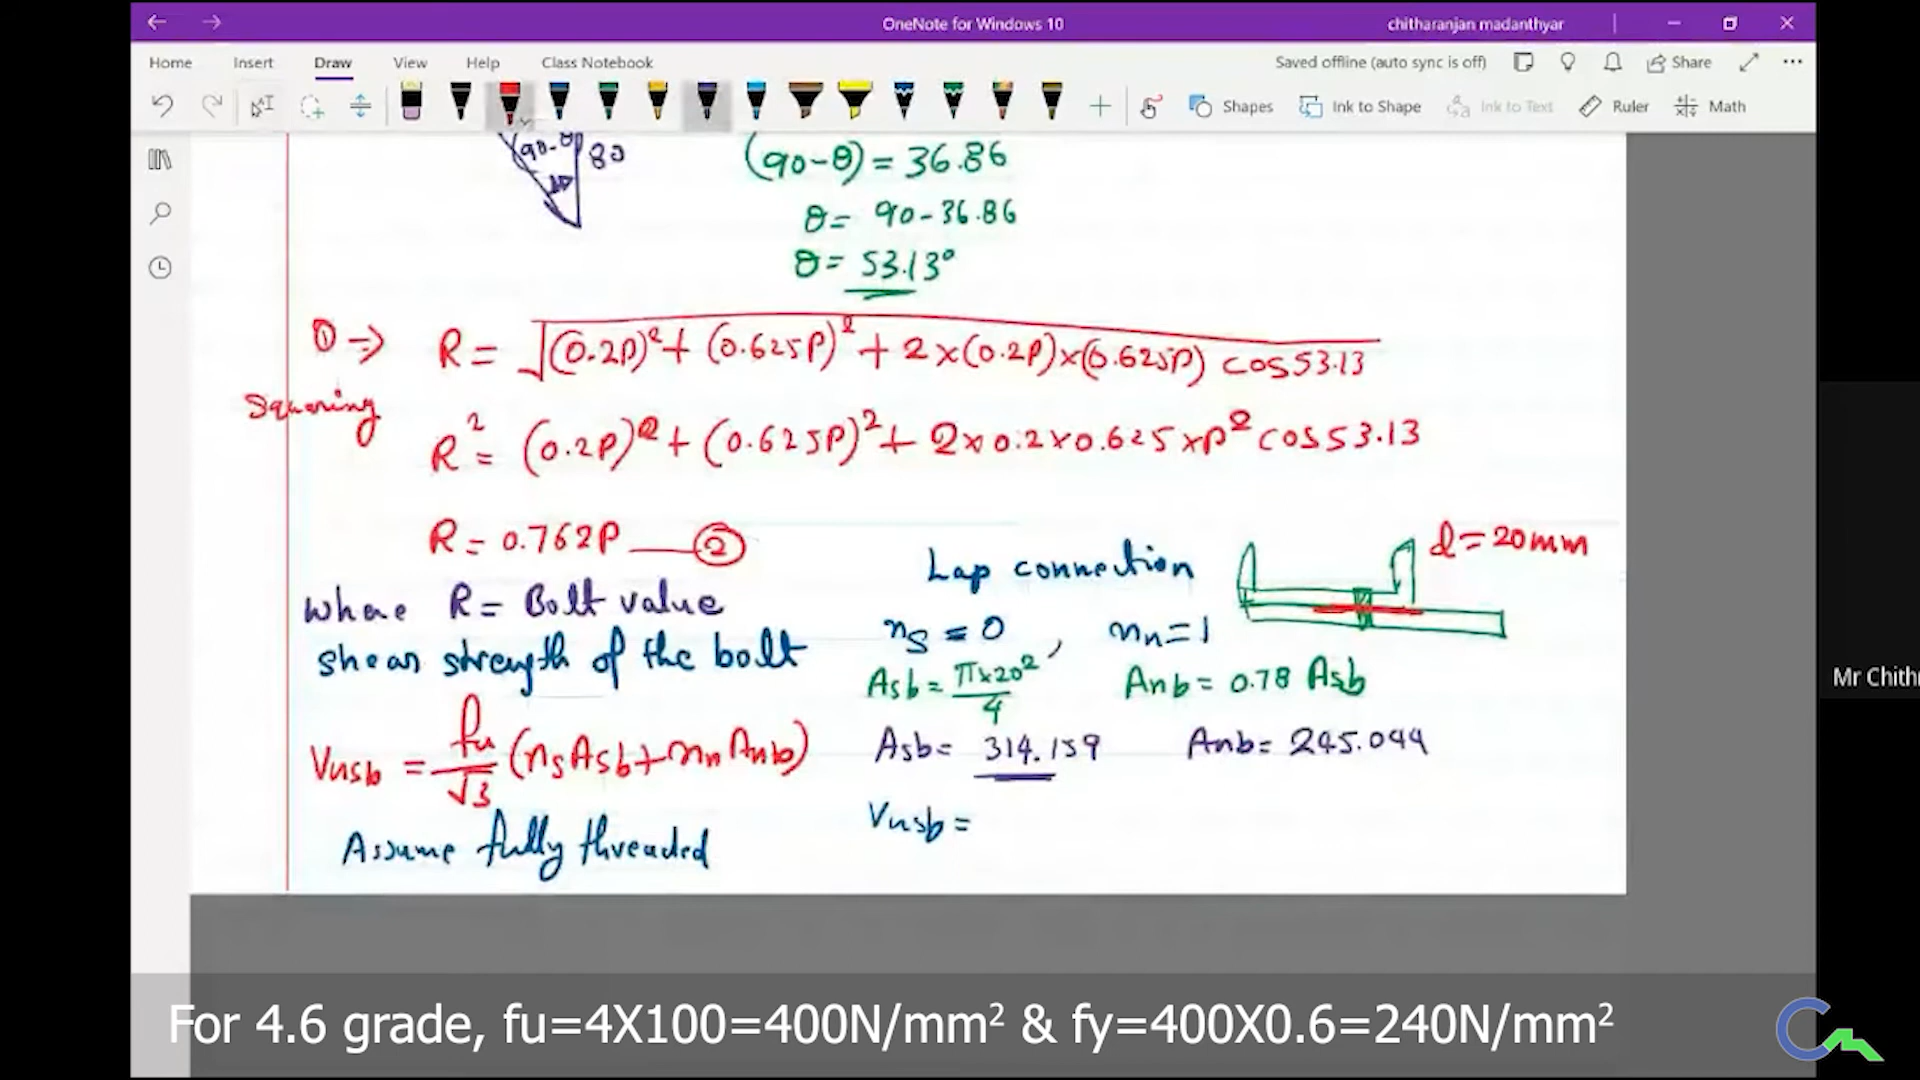 OneNote for Windows 10
chitharanjan madanthyar
Home Insert Draw View Help Class Notebook
Saved offline (auto sync is off) Share
Shapes Ink to Shape Ink to Text Ruler Math
(90-θ) 80
(90-θ) = 36.86
θ = 90-36.86
θ = 53.13°
① ⇒ R = √(0.2P)² + (0.625P)² + 2×(0.2P)×(0.625P) cos53.13
Squaring
R² = (0.2P)² + (0.625P)² + 2×0.2×0.625×P² cos53.13
R = 0.762P — ②
where R = Bolt value
shear strength of the bolt
Vnsb = fu/√3 (ns Asb + nn Anb)
Assume fully threaded
Lap connection
d = 20mm
ns = 0, nn = 1
Asb = π×20²/4 Anb = 0.78 Asb
Asb = 314.159 Anb = 245.044
Vnsb =
Mr Chith
For 4.6 grade, fu=4X100=400N/mm² & fy=400X0.6=240N/mm²